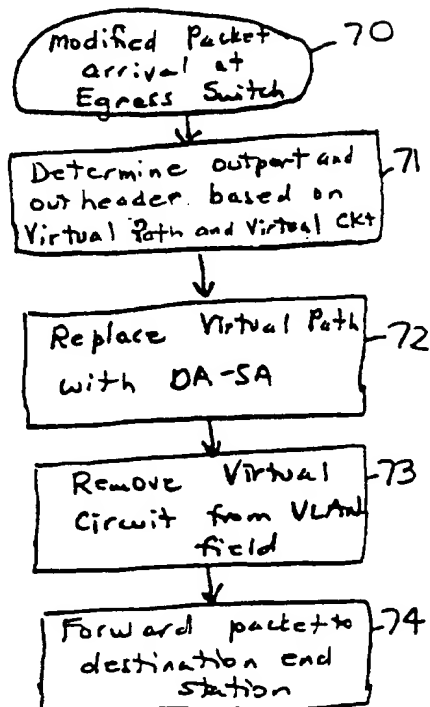 Modified Packet
arrival at
Egress Switch
70
Determine outport and
out header. based on
Virtual Path and Virtual CKt
71
Replace Virtual Path
with DA-SA
72
Remove Virtual
Circuit from VLAN
field
73
Forward packet to
destination end
station
74